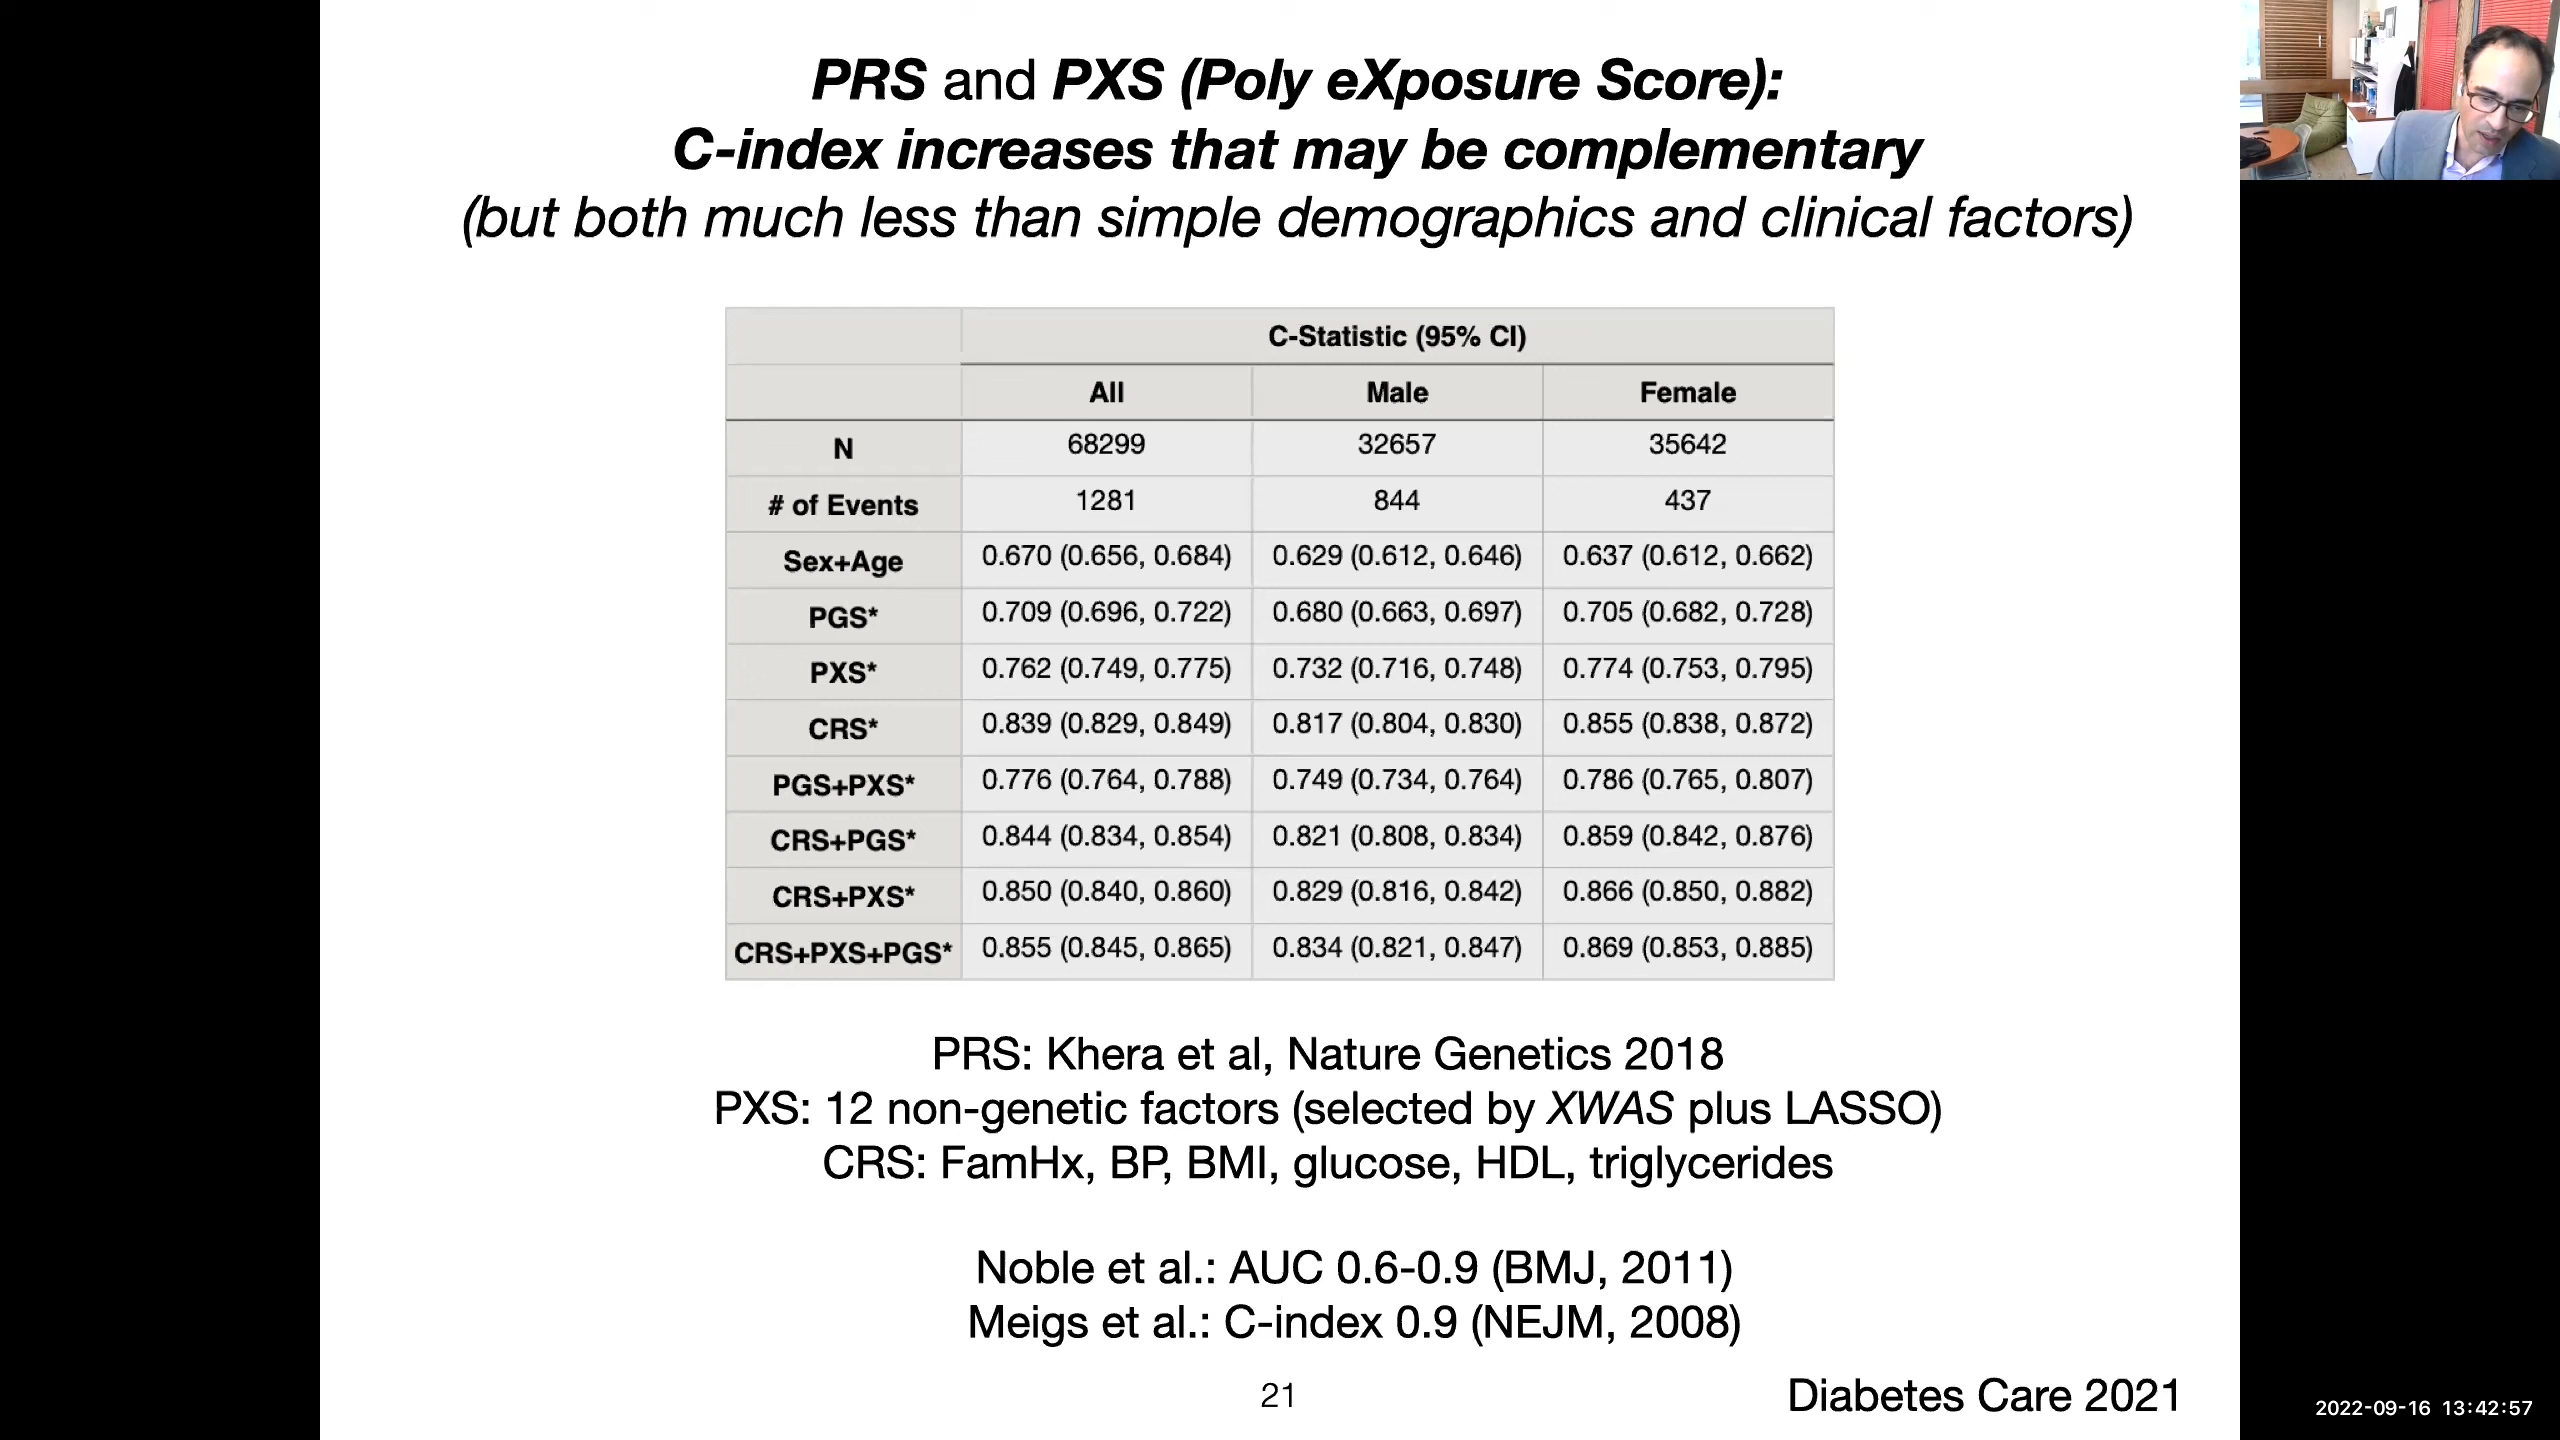 PRS and PXS (Poly eXposure Score):
C-index increases that may be complementary
(but both much less than simple demographics and clinical factors)
C-Statistic (95% CI)
All Male Female
N 68299 32657 35642
# of Events 1281 844 437
Sex+Age 0.670 (0.656, 0.684) 0.629 (0.612, 0.646) 0.637 (0.612, 0.662)
PGS* 0.709 (0.696, 0.722) 0.680 (0.663, 0.697) 0.705 (0.682, 0.728)
PXS* 0.762 (0.749, 0.775) 0.732 (0.716, 0.748) 0.774 (0.753, 0.795)
CRS* 0.839 (0.829, 0.849) 0.817 (0.804, 0.830) 0.855 (0.838, 0.872)
PGS+PXS* 0.776 (0.764, 0.788) 0.749 (0.734, 0.764) 0.786 (0.765, 0.807)
CRS+PGS* 0.844 (0.834, 0.854) 0.821 (0.808, 0.834) 0.859 (0.842, 0.876)
CRS+PXS* 0.850 (0.840, 0.860) 0.829 (0.816, 0.842) 0.866 (0.850, 0.882)
CRS+PXS+PGS* 0.855 (0.845, 0.865) 0.834 (0.821, 0.847) 0.869 (0.853, 0.885)
PRS: Khera et al, Nature Genetics 2018
PXS: 12 non-genetic factors (selected by XWAS plus LASSO)
CRS: FamHx, BP, BMI, glucose, HDL, triglycerides
Noble et al.: AUC 0.6-0.9 (BMJ, 2011)
Meigs et al.: C-index 0.9 (NEJM, 2008)
21
Diabetes Care 2021
2022-09-16 13:42:57